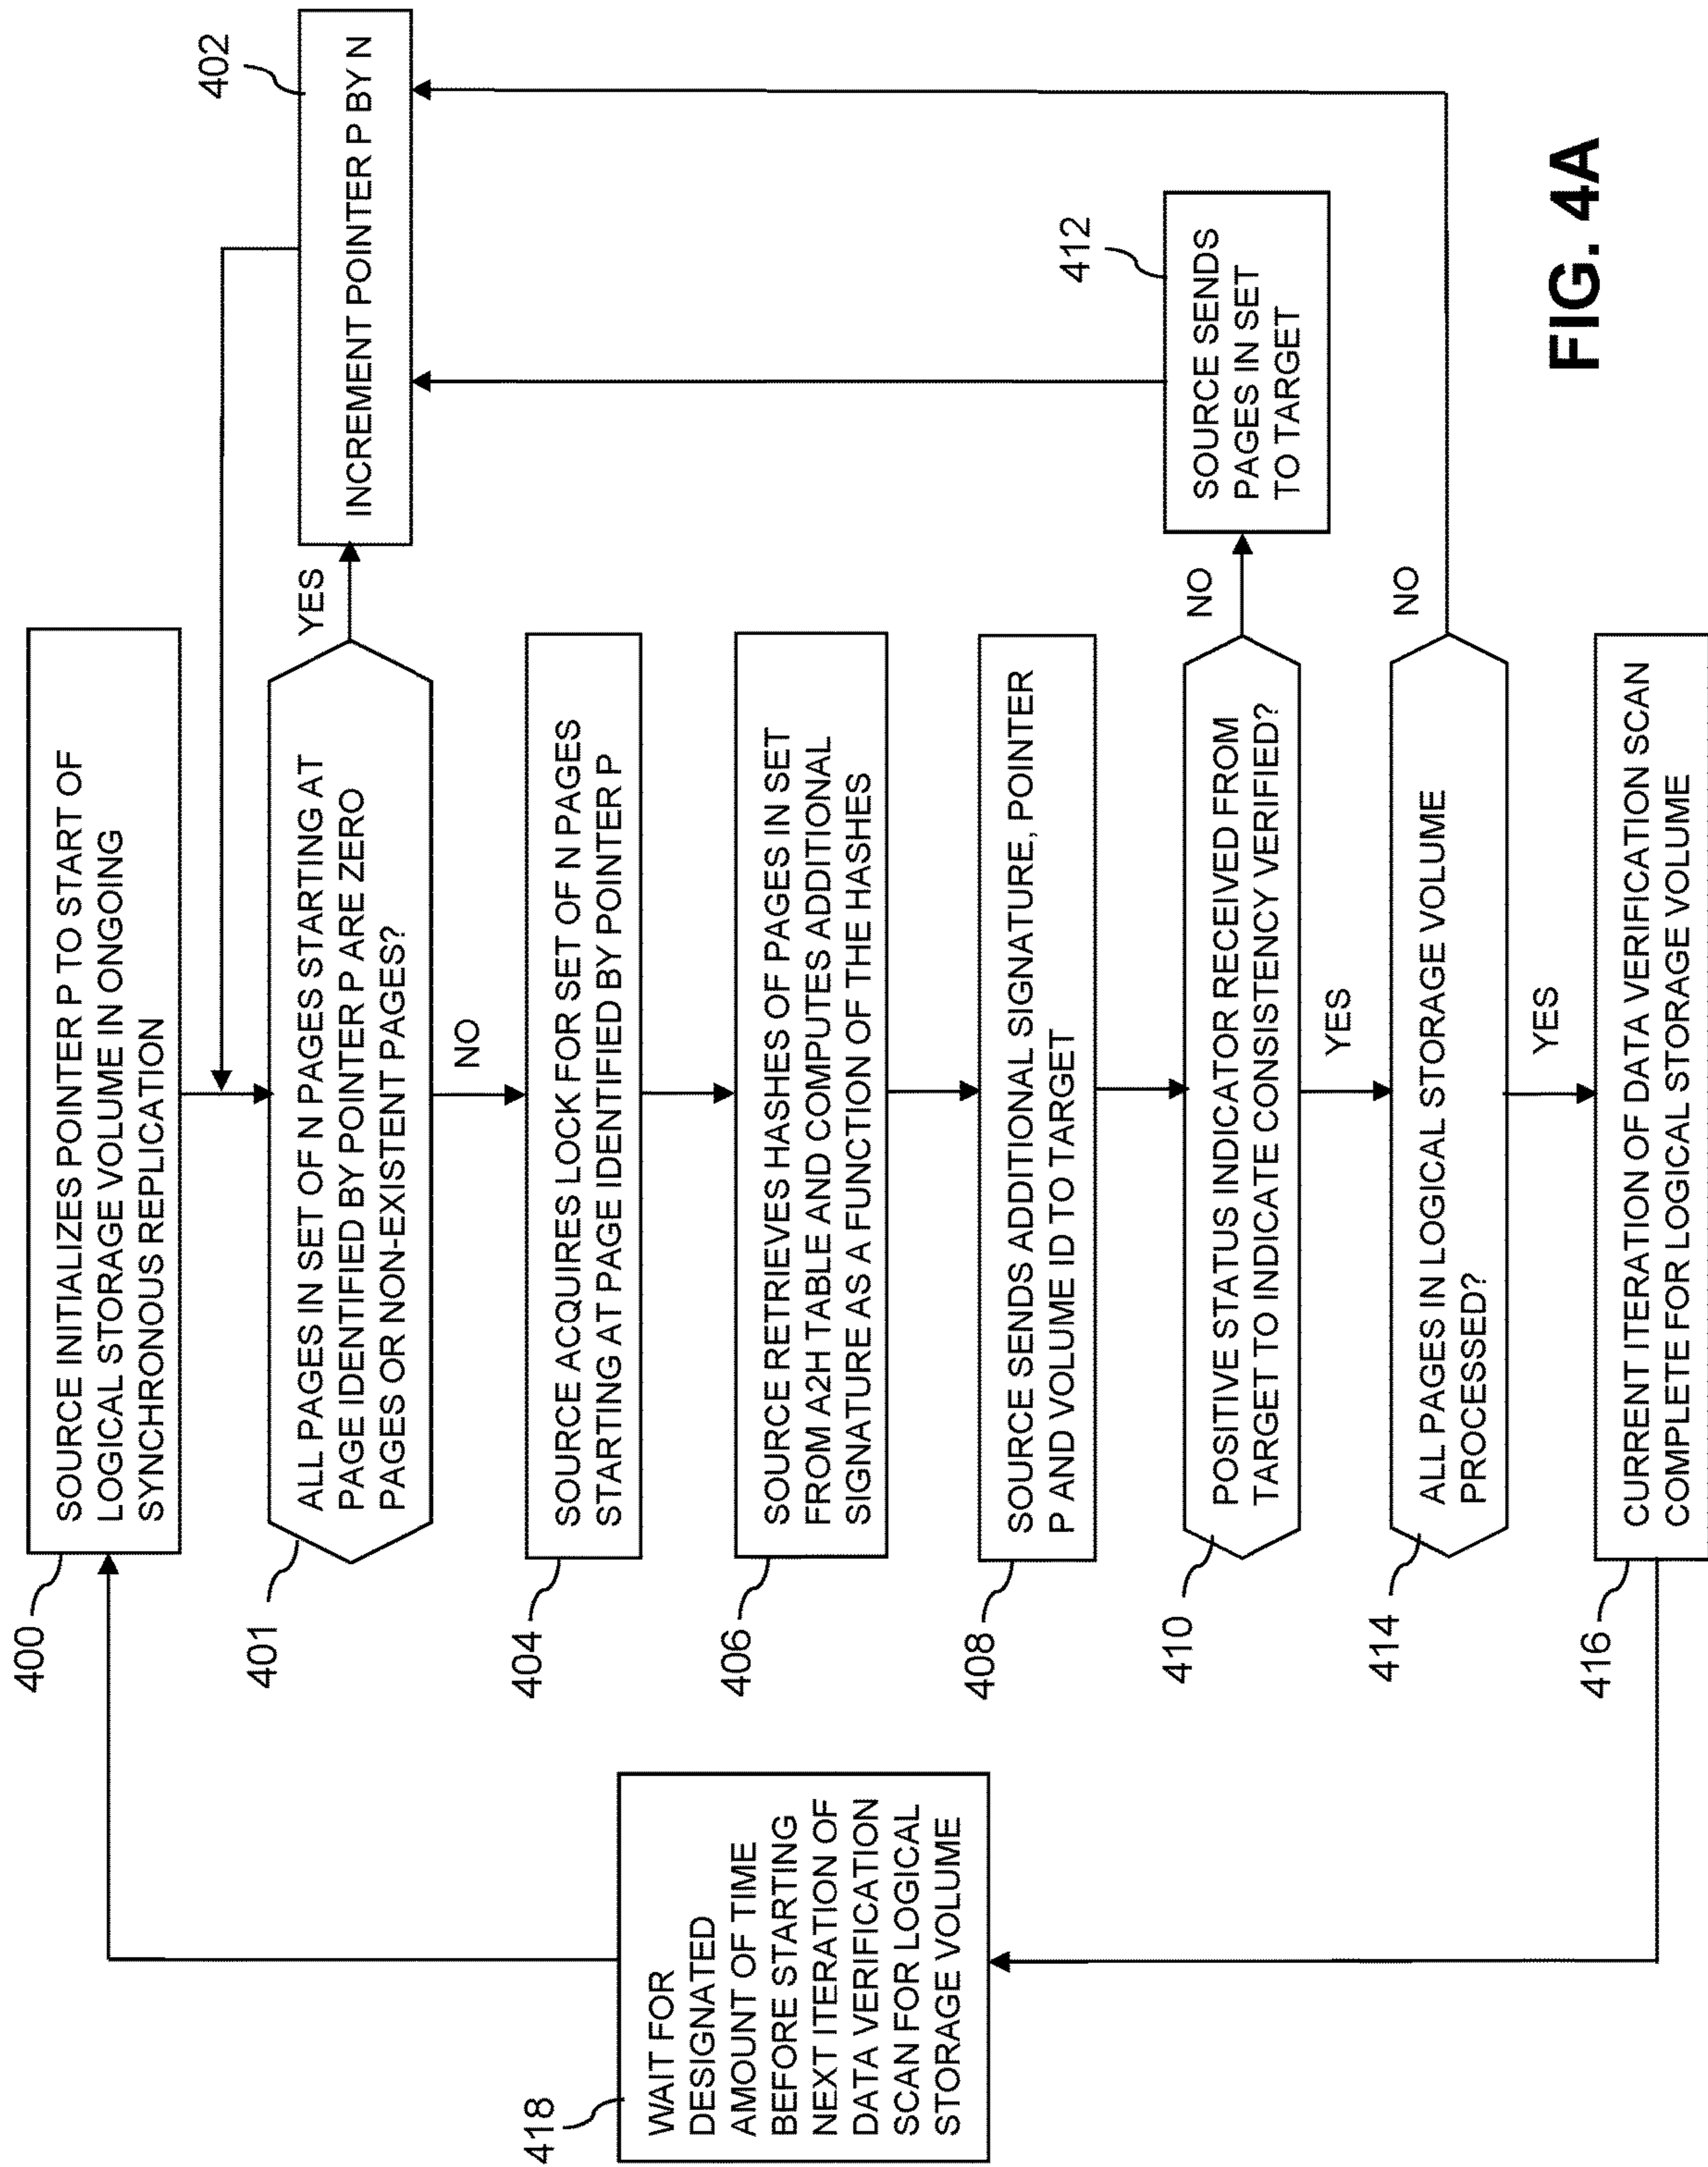 400
SOURCE INITIALIZES POINTER P TO START OF
LOGICAL STORAGE VOLUME IN ONGOING
SYNCHRONOUS REPLICATION
401
ALL PAGES IN SET OF N PAGES STARTING AT
PAGE IDENTIFIED BY POINTER P ARE ZERO
PAGES OR NON-EXISTENT PAGES?
YES
402
INCREMENT POINTER P BY N
NO
404
SOURCE ACQUIRES LOCK FOR SET OF N PAGES
STARTING AT PAGE IDENTIFIED BY POINTER P
406
SOURCE RETRIEVES HASHES OF PAGES IN SET
FROM A2H TABLE AND COMPUTES ADDITIONAL
SIGNATURE AS A FUNCTION OF THE HASHES
408
SOURCE SENDS ADDITIONAL SIGNATURE, POINTER
P AND VOLUME ID TO TARGET
410
POSITIVE STATUS INDICATOR RECEIVED FROM
TARGET TO INDICATE CONSISTENCY VERIFIED?
NO
412
SOURCE SENDS
PAGES IN SET
TO TARGET
YES
414
ALL PAGES IN LOGICAL STORAGE VOLUME
PROCESSED?
NO
YES
416
CURRENT ITERATION OF DATA VERIFICATION SCAN
COMPLETE FOR LOGICAL STORAGE VOLUME
418
WAIT FOR
DESIGNATED
AMOUNT OF TIME
BEFORE STARTING
NEXT ITERATION OF
DATA VERIFICATION
SCAN FOR LOGICAL
STORAGE VOLUME
FIG. 4A